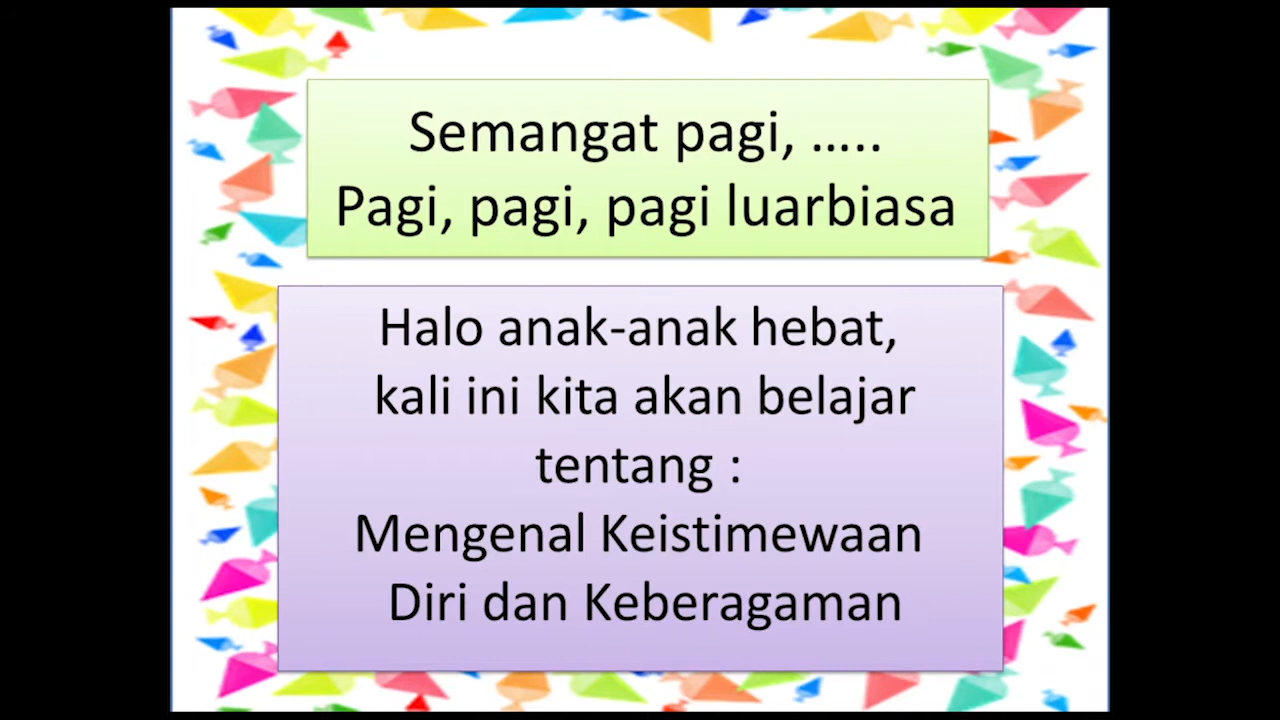 Semangat pagi, …..
Pagi, pagi, pagi luarbiasa
Halo anak-anak hebat,
kali ini kita akan belajar
tentang :
Mengenal Keistimewaan
Diri dan Keberagaman